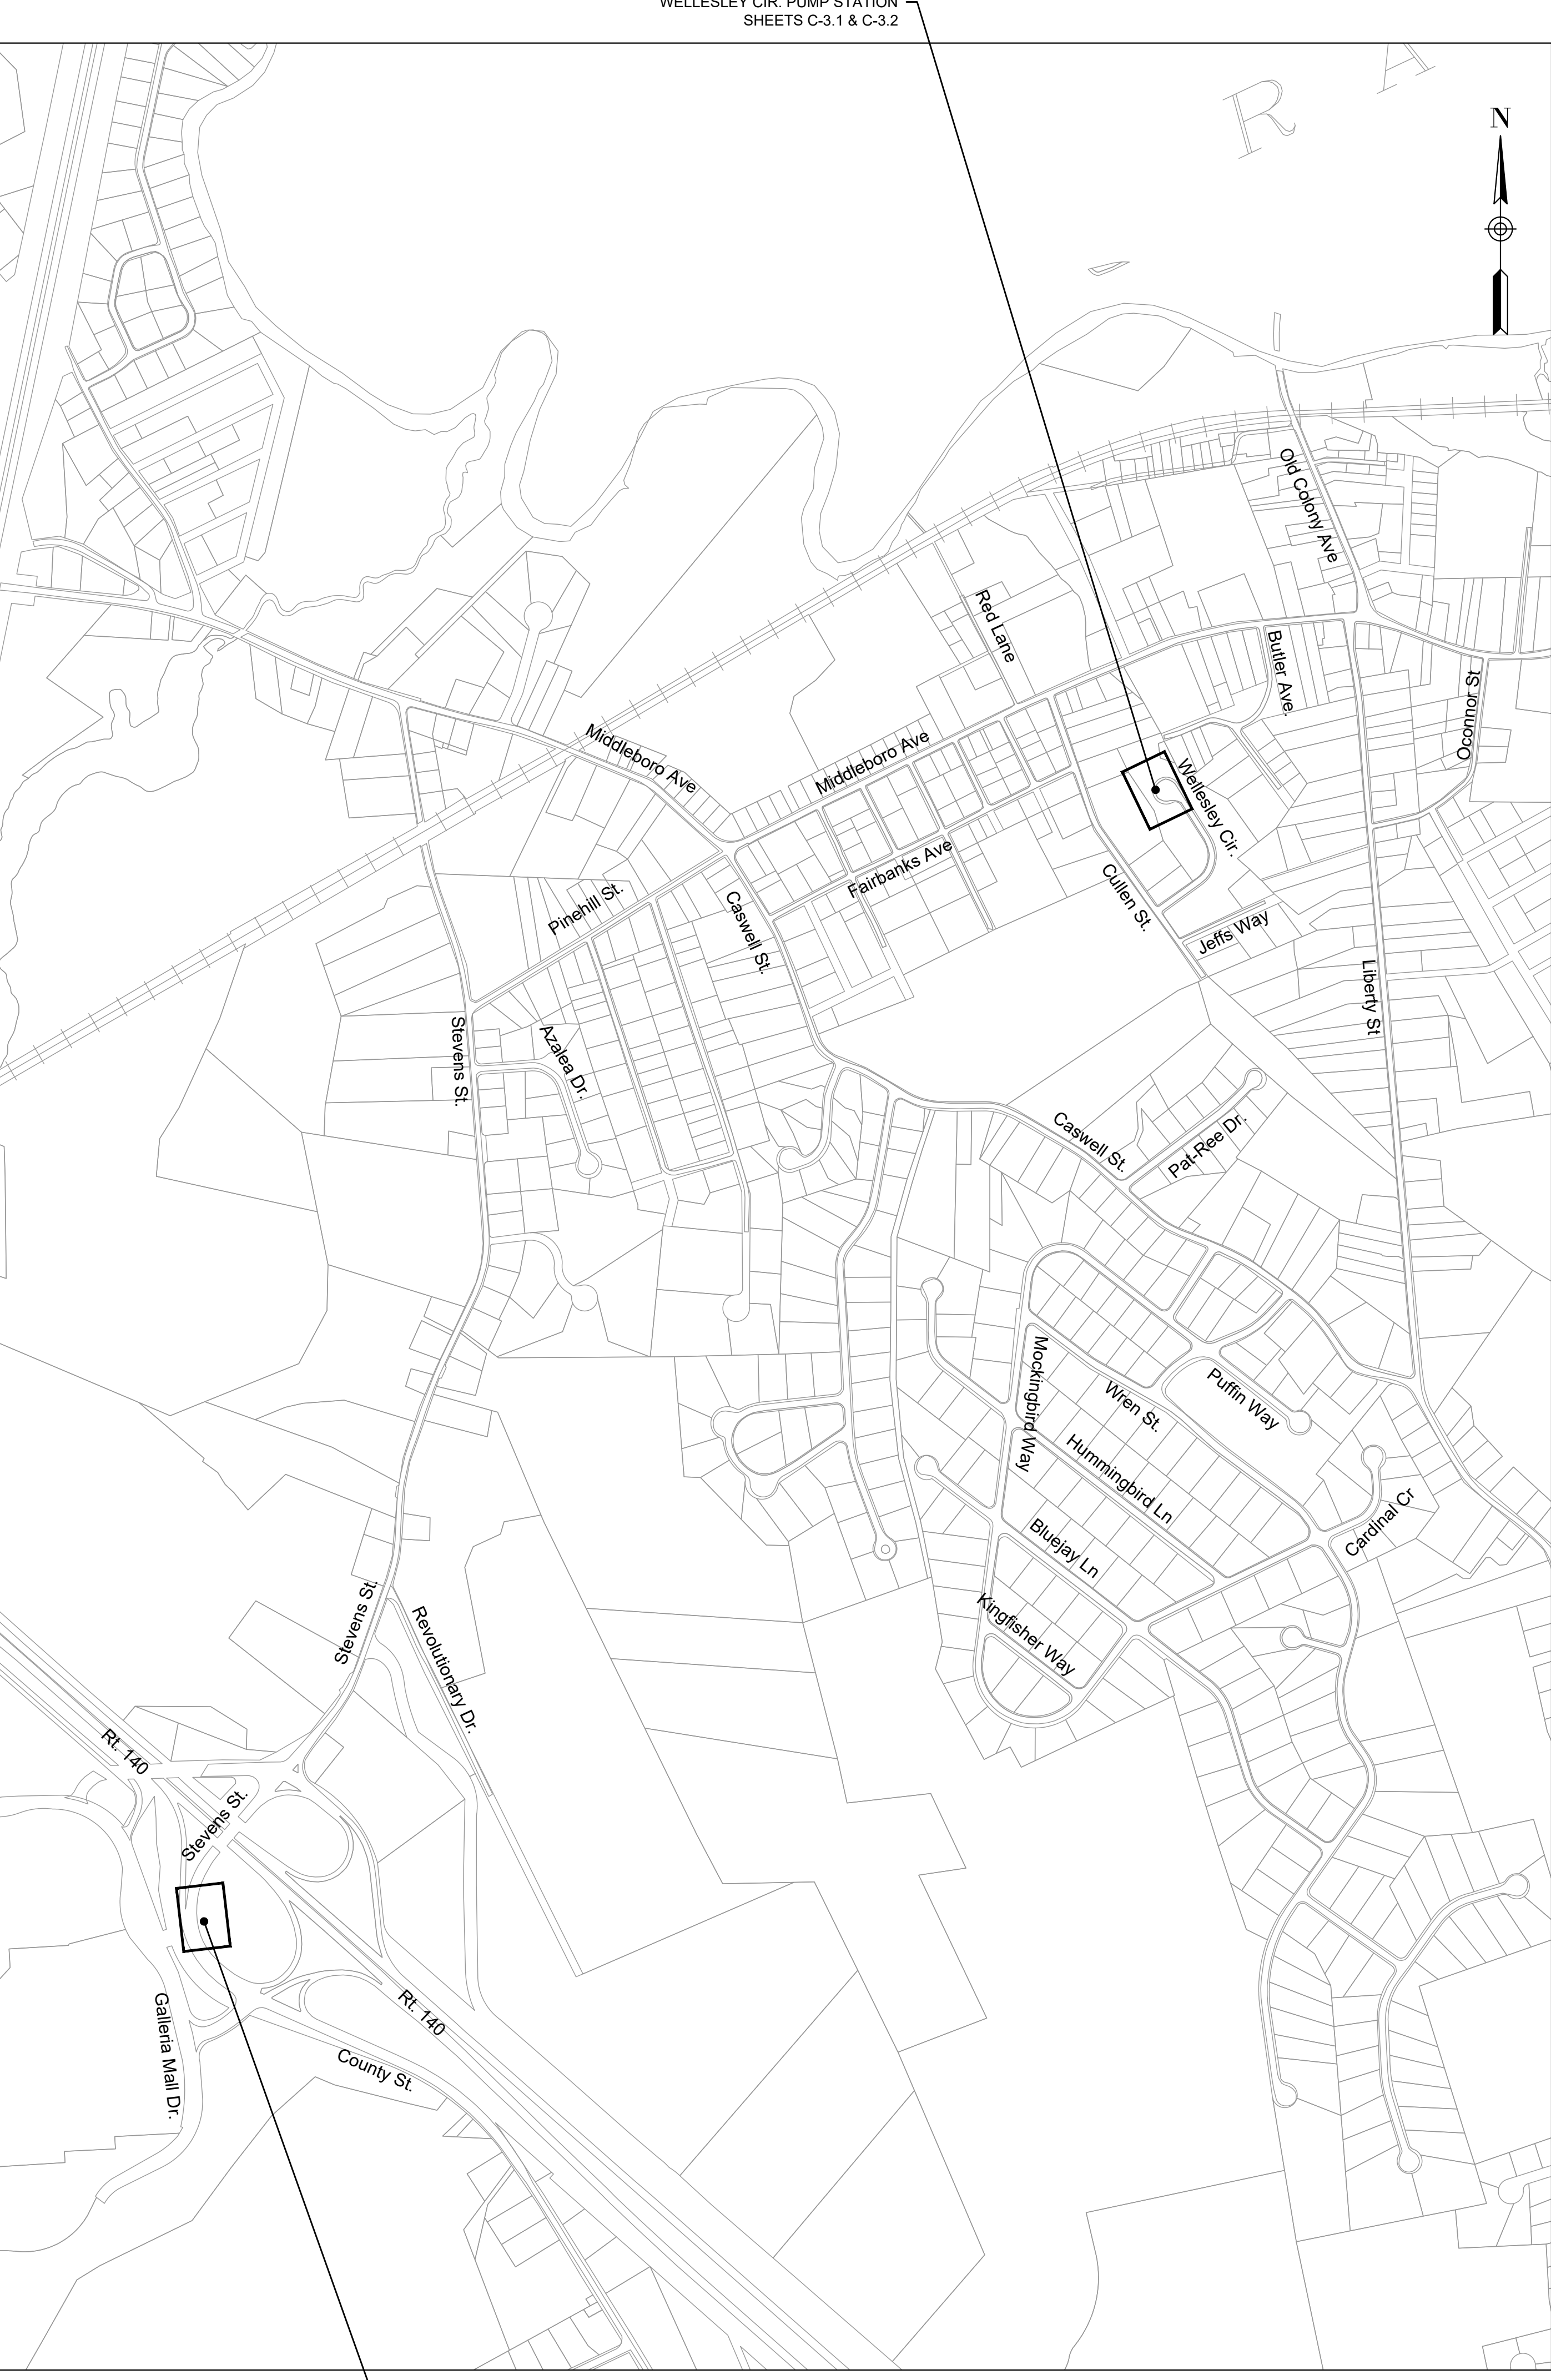 WELLESLEY CIR. PUMP STATION
SHEETS C-3.1 & C-3.2
R A
N
Old Colony Ave
Red Lane
Butler Ave.
Oconnor St
Middleboro Ave
Middleboro Ave
Wellesley Cir.
Fairbanks Ave
Cullen St.
Pinehill St.
Caswell St.
Jeffs Way
Liberty St
Stevens St.
Azalea Dr.
Caswell St.
Pat-Ree Dr.
Mockingbird Way
Wren St.
Puffin Way
Hummingbird Ln
Bluejay Ln
Cardinal Cr
Kingfisher Way
Stevens St.
Revolutionary Dr.
Rt. 140
Stevens St.
Galleria Mall Dr.
Rt. 140
County St.